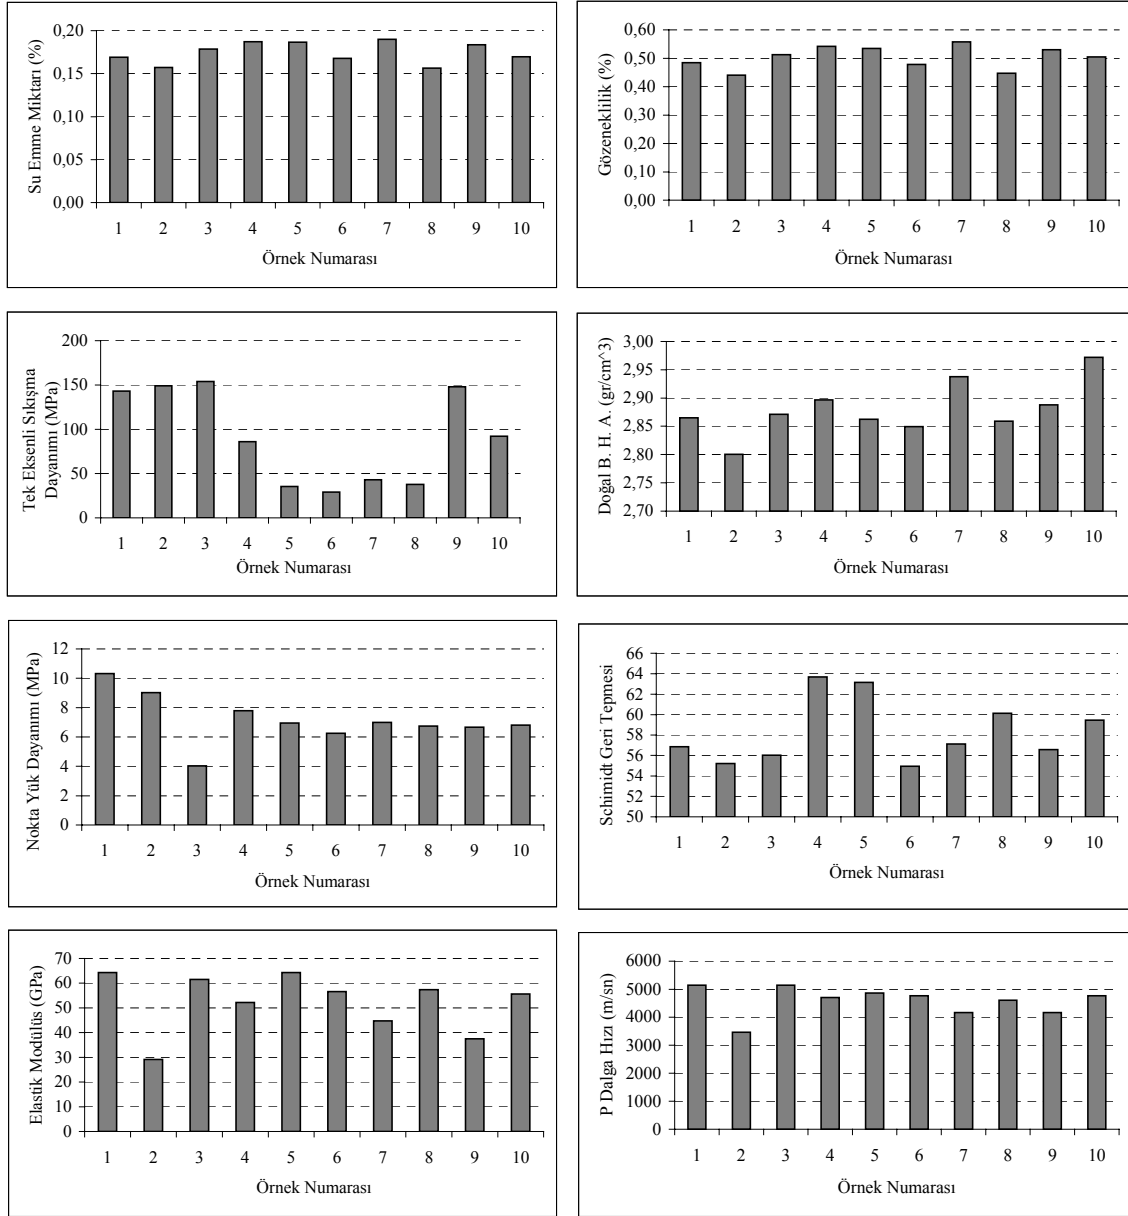 Su Emme Miktarı (%)
0,20
0,15
0,10
0,05
0,00
1 2 3 4 5 6 7 8 9 10
Örnek Numarası
Gözeneklilik (%)
0,60
0,50
0,40
0,30
0,20
0,10
0,00
1 2 3 4 5 6 7 8 9 10
Örnek Numarası
Tek Eksenli Sıkışma
Dayanımı (MPa)
200
150
100
50
0
1 2 3 4 5 6 7 8 9 10
Örnek Numarası
Doğal B. H. A. (gr/cm^3)
3,00
2,95
2,90
2,85
2,80
2,75
2,70
1 2 3 4 5 6 7 8 9 10
Örnek Numarası
Nokta Yük Dayanımı (MPa)
12
10
8
6
4
2
0
1 2 3 4 5 6 7 8 9 10
Örnek Numarası
Schimidt Geri Tepmesi
66
64
62
60
58
56
54
52
50
1 2 3 4 5 6 7 8 9 10
Örnek Numarası
Elastik Modülüs (GPa)
70
60
50
40
30
20
10
0
1 2 3 4 5 6 7 8 9 10
Örnek Numarası
P Dalga Hızı (m/sn)
6000
5000
4000
3000
2000
1000
0
1 2 3 4 5 6 7 8 9 10
Örnek Numarası